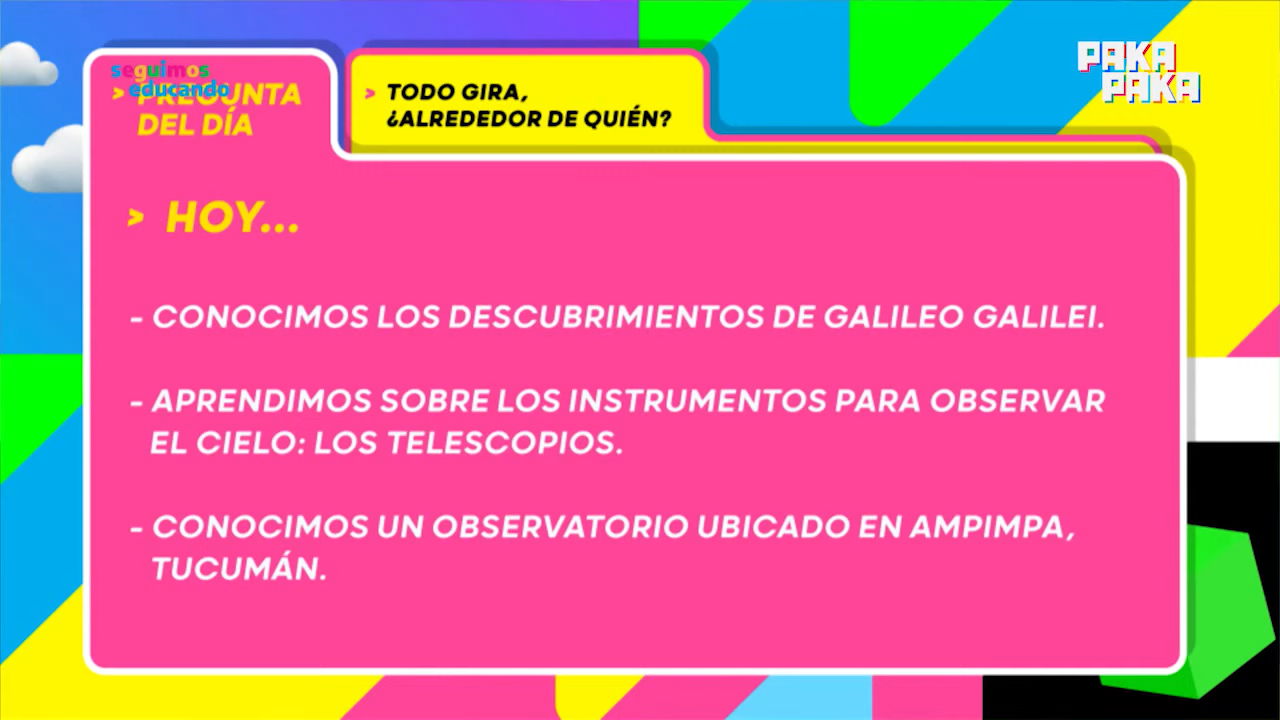 seguimos
educando
> PREGUNTA
DEL DÍA
> TODO GIRA,
¿ALREDEDOR DE QUIÉN?
PAKA
PAKA
> HOY...
- CONOCIMOS LOS DESCUBRIMIENTOS DE GALILEO GALILEI.
- APRENDIMOS SOBRE LOS INSTRUMENTOS PARA OBSERVAR
EL CIELO: LOS TELESCOPIOS.
- CONOCIMOS UN OBSERVATORIO UBICADO EN AMPIMPA,
TUCUMÁN.